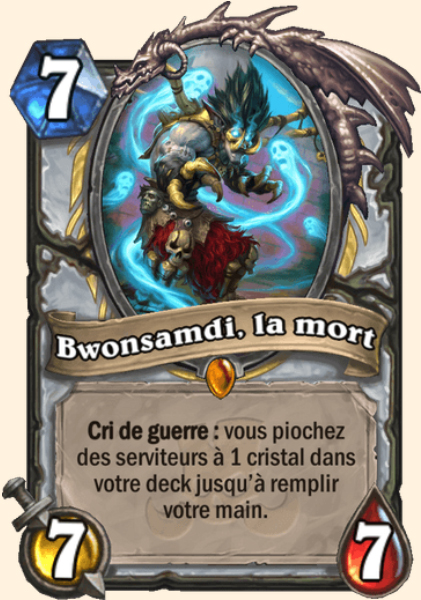 7
Bwonsamdi, la mort
Cri de guerre : vous piochez
des serviteurs à 1 cristal dans
votre deck jusqu'à remplir
votre main.
7
7